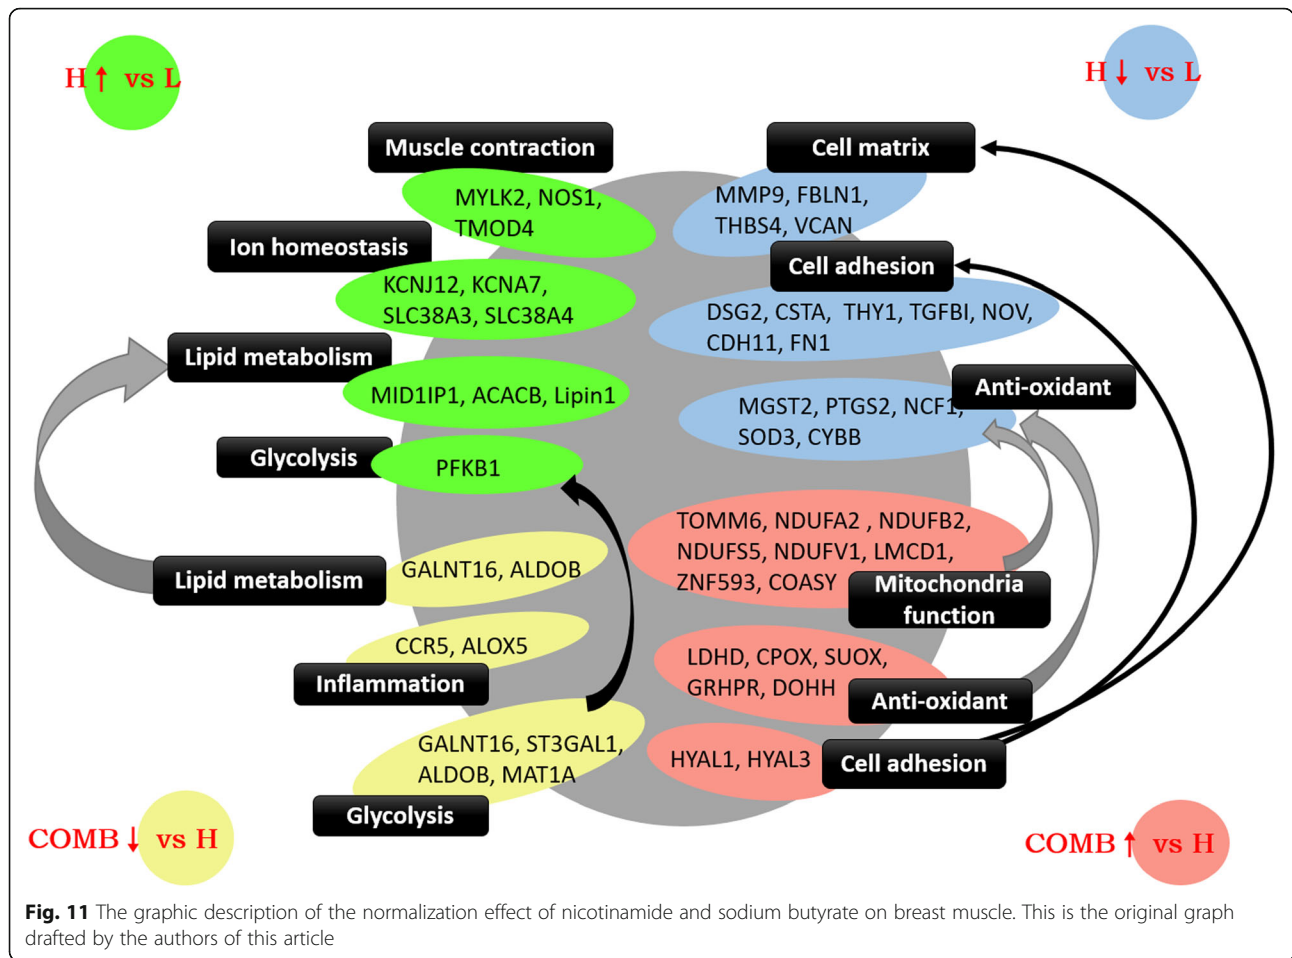 H ↑ vs L
H ↓ vs L
Muscle contraction
MYLK2, NOS1,
TMOD4
Ion homeostasis
KCNJ12, KCNA7,
SLC38A3, SLC38A4
Lipid metabolism
MID1IP1, ACACB, Lipin1
Glycolysis
PFKB1
Cell matrix
MMP9, FBLN1,
THBS4, VCAN
Cell adhesion
DSG2, CSTA, THY1, TGFBI, NOV,
CDH11, FN1
Anti-oxidant
MGST2, PTGS2, NCF1,
SOD3, CYBB
Lipid metabolism
GALNT16, ALDOB
CCR5, ALOX5
Inflammation
GALNT16, ST3GAL1,
ALDOB, MAT1A
Glycolysis
TOMM6, NDUFA2 , NDUFB2,
NDUFS5, NDUFV1, LMCD1,
ZNF593, COASY
Mitochondria
function
LDHD, CPOX, SUOX,
GRHPR, DOHH
Anti-oxidant
HYAL1, HYAL3
Cell adhesion
COMB ↓ vs H
COMB ↑ vs H
Fig. 11 The graphic description of the normalization effect of nicotinamide and sodium butyrate on breast muscle. This is the original graph
drafted by the authors of this article